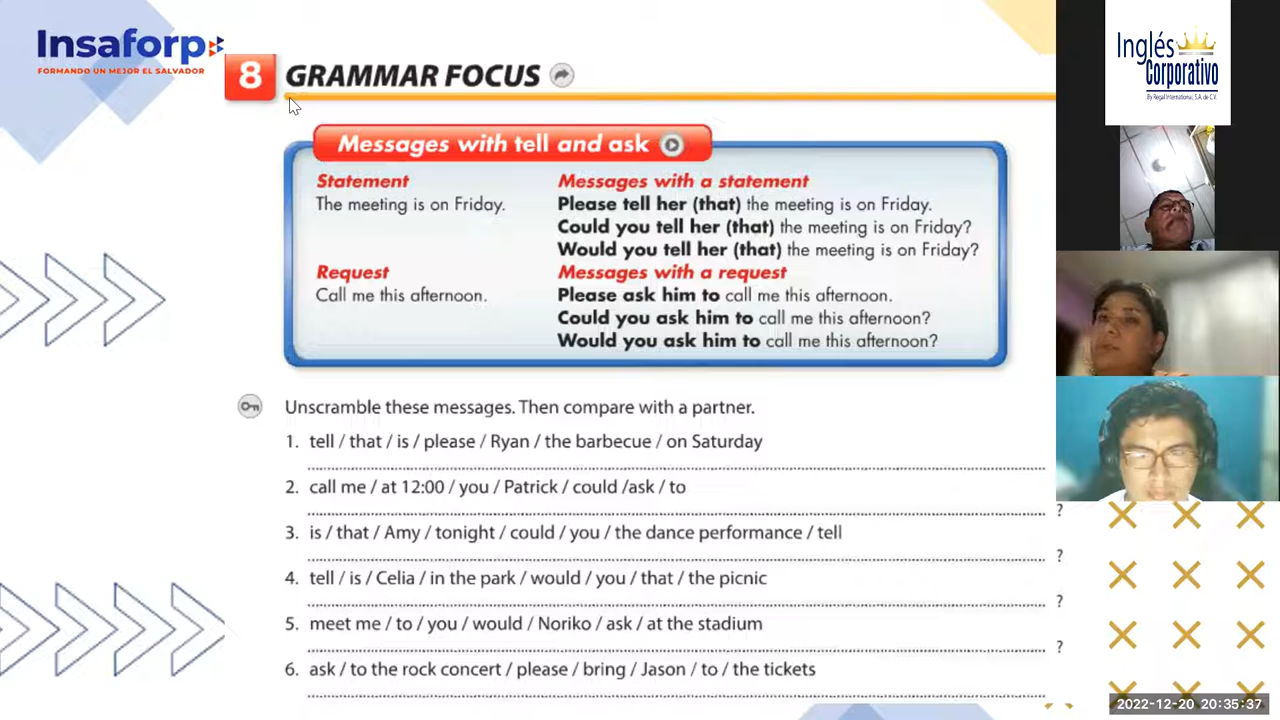 Insaforp
FORMANDO UN MEJOR EL SALVADOR
8 GRAMMAR FOCUS
Messages with tell and ask
Statement
The meeting is on Friday.
Messages with a statement
Please tell her (that) the meeting is on Friday.
Could you tell her (that) the meeting is on Friday?
Would you tell her (that) the meeting is on Friday?
Request
Call me this afternoon.
Messages with a request
Please ask him to call me this afternoon.
Could you ask him to call me this afternoon?
Would you ask him to call me this afternoon?
Unscramble these messages. Then compare with a partner.
1. tell / that / is / please / Ryan / the barbecue / on Saturday
2. call me / at 12:00 / you / Patrick / could /ask / to
?
3. is / that / Amy / tonight / could / you / the dance performance / tell
?
4. tell / is / Celia / in the park / would / you / that / the picnic
?
5. meet me / to / you / would / Noriko / ask / at the stadium
?
6. ask / to the rock concert / please / bring / Jason / to / the tickets
Inglés
Corporativo
By Regal International, S.A. de C.V.
2022-12-20 20:35:37